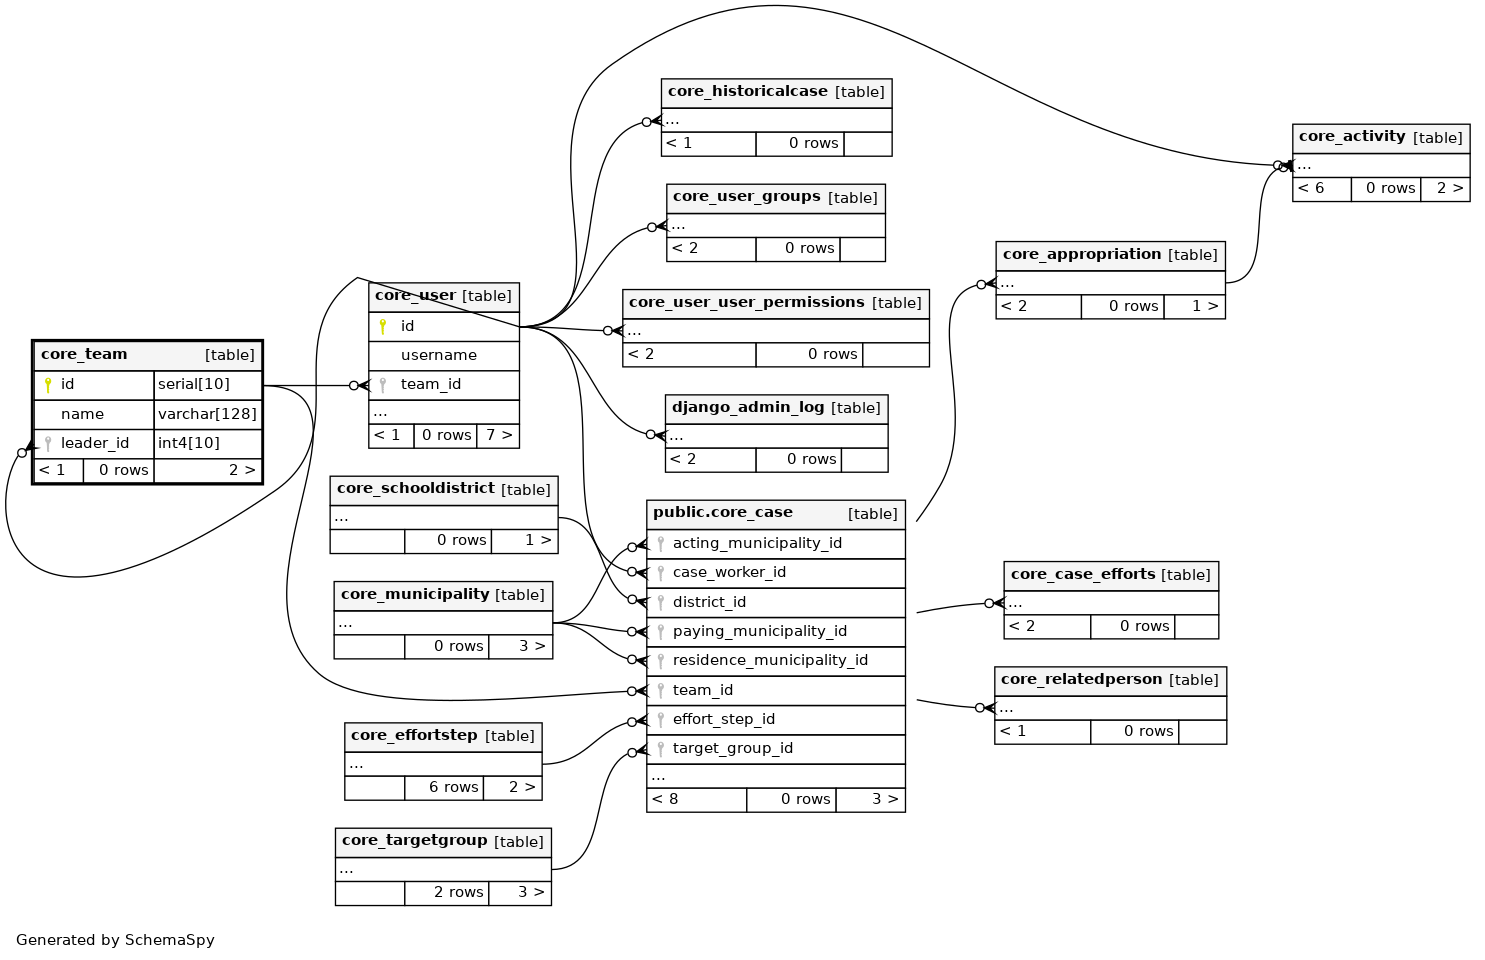 core_historicalcase [table]
...
< 1 0 rows
core_activity [table]
...
< 6 0 rows 2 >
core_user_groups [table]
...
< 2 0 rows
core_appropriation [table]
...
< 2 0 rows 1 >
core_user [table]
id
username
team_id
...
< 1 0 rows 7 >
core_user_user_permissions [table]
...
< 2 0 rows
core_team [table]
id serial[10]
name varchar[128]
leader_id int4[10]
< 1 0 rows 2 >
django_admin_log [table]
...
< 2 0 rows
core_schooldistrict [table]
...
0 rows 1 >
public.core_case [table]
acting_municipality_id
case_worker_id
district_id
paying_municipality_id
residence_municipality_id
team_id
effort_step_id
target_group_id
...
< 8 0 rows 3 >
core_case_efforts [table]
...
< 2 0 rows
core_municipality [table]
...
0 rows 3 >
core_relatedperson [table]
...
< 1 0 rows
core_effortstep [table]
...
6 rows 2 >
core_targetgroup [table]
...
2 rows 3 >
Generated by SchemaSpy